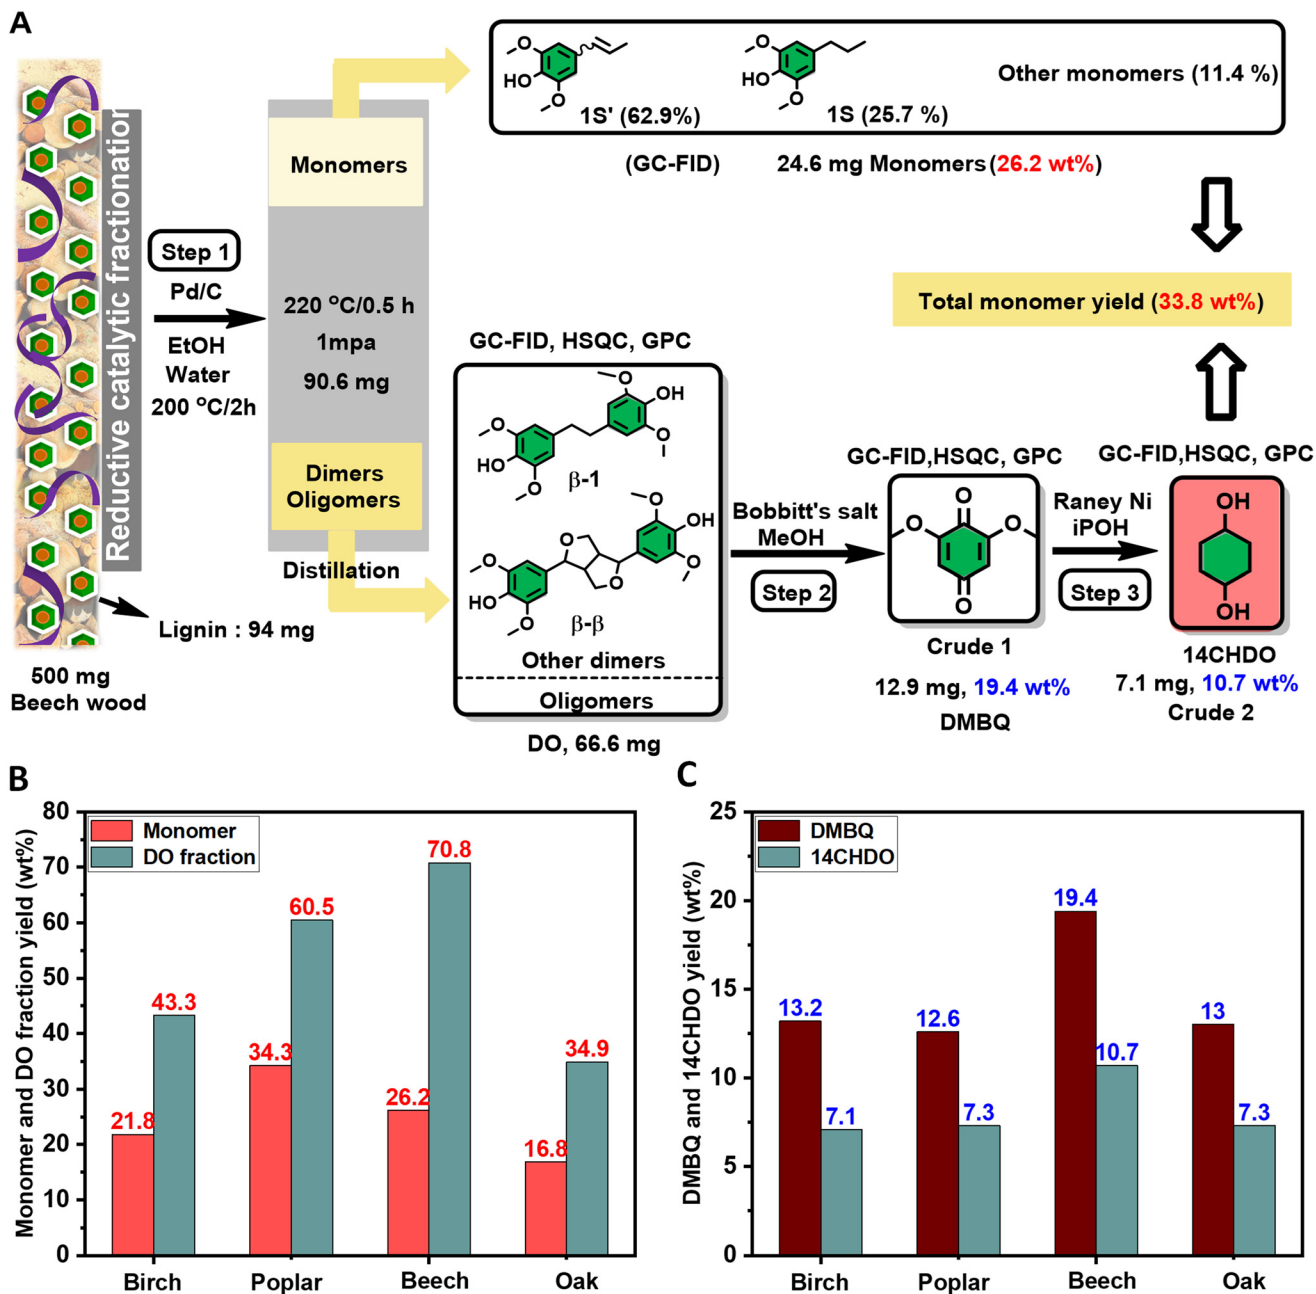 A
Reductive catalytic fractionation
Step 1
Pd/C
EtOH
Water
200 °C/2h
Lignin : 94 mg
500 mg
Beech wood
Monomers
220 °C/0.5 h
1mpa
90.6 mg
Dimers
Oligomers
Distillation
O
O
HO
1S' (62.9%)
O
O
HO
1S (25.7 %)
Other monomers (11.4 %)
(GC-FID)
24.6 mg Monomers (26.2 wt%)
Total monomer yield (33.8 wt%)
GC-FID, HSQC, GPC
O
OH
O
O
HO
O
β-1
O
OH
O
O
O
O
HO
O
β-β
Other dimers
Oligomers
DO, 66.6 mg
Bobbitt's salt
MeOH
Step 2
GC-FID,HSQC, GPC
O
O
O
O
Crude 1
12.9 mg, 19.4 wt%
DMBQ
Raney Ni
iPOH
Step 3
GC-FID,HSQC, GPC
OH
OH
14CHDO
7.1 mg, 10.7 wt%
Crude 2
B
Monomer and DO fraction yield (wt%)
80
70
60
50
40
30
20
10
0
Monomer
DO fraction
21.8
43.3
34.3
60.5
26.2
70.8
16.8
34.9
Birch
Poplar
Beech
Oak
C
DMBQ and 14CHDO yield (wt%)
25
20
15
10
5
0
DMBQ
14CHDO
13.2
7.1
12.6
7.3
19.4
10.7
13
7.3
Birch
Poplar
Beech
Oak